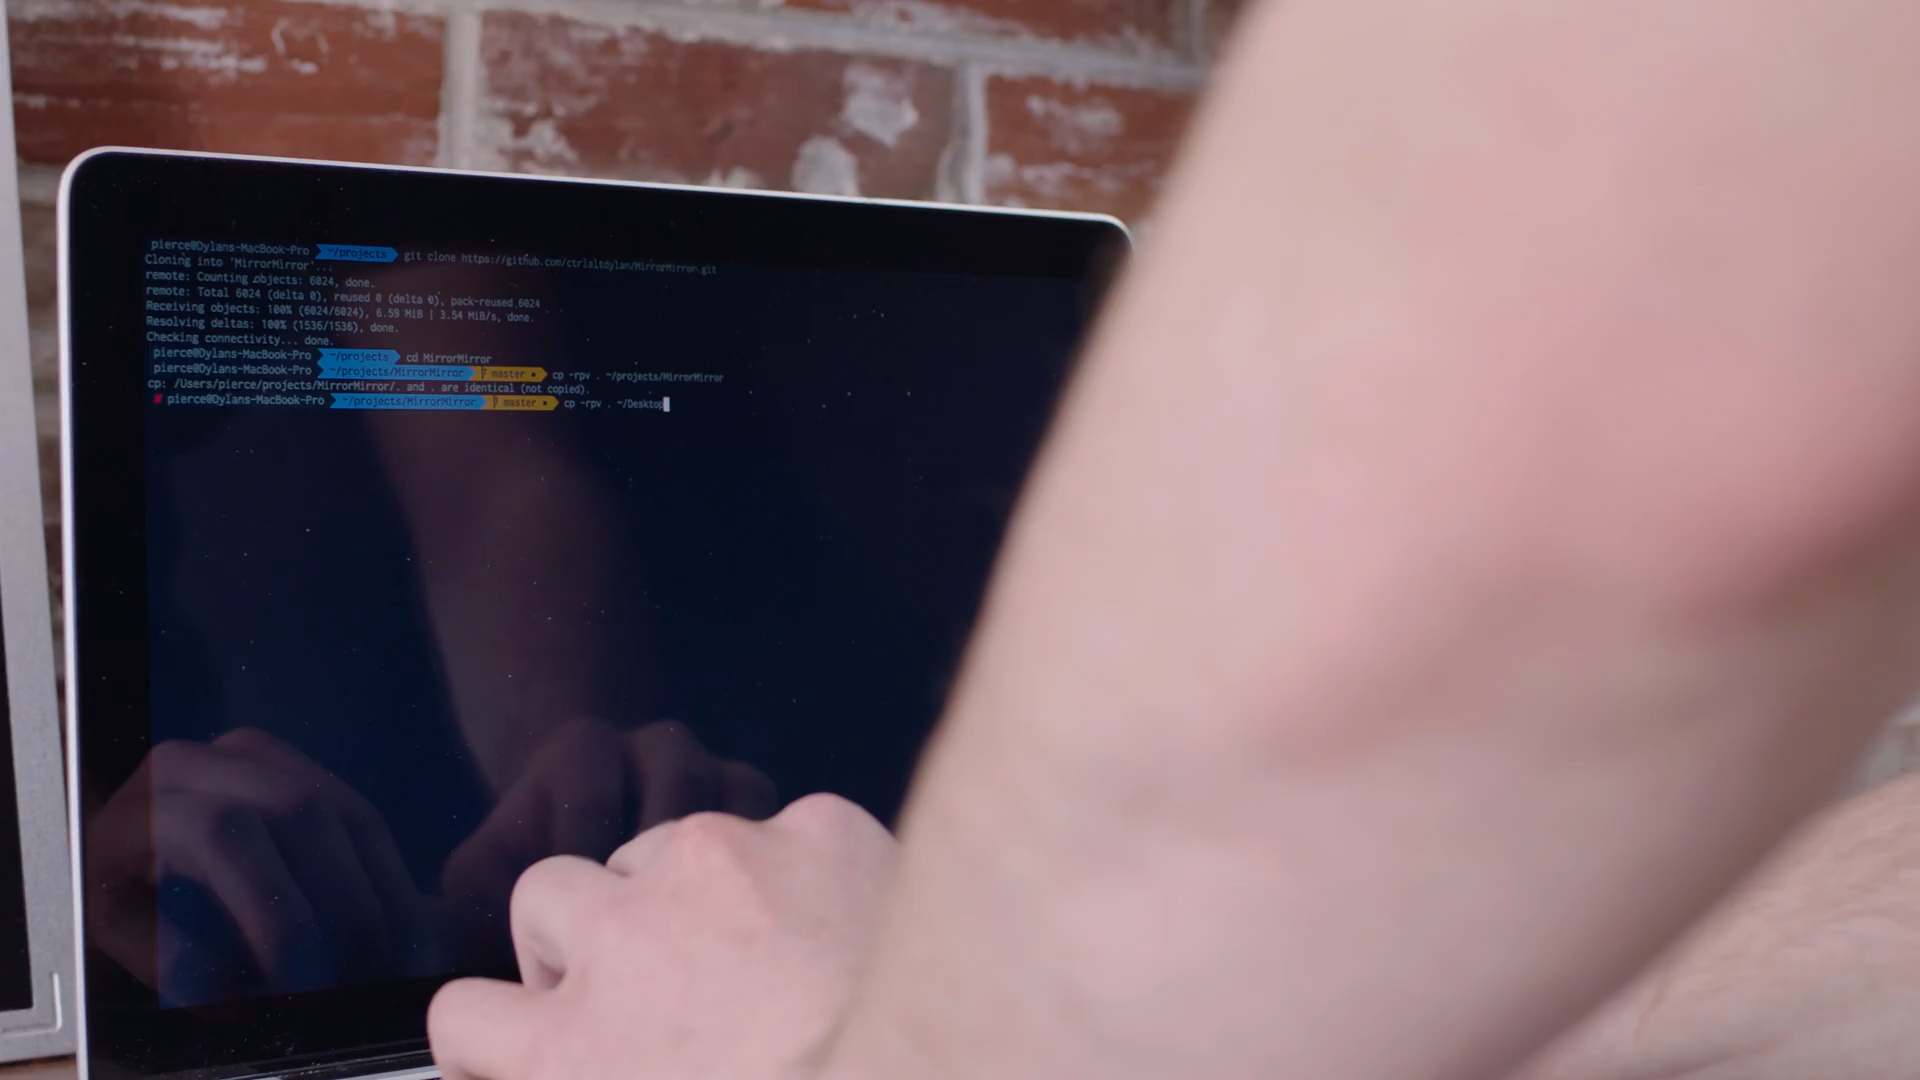 pierce@Dylans-MacBook-Pro ~/projects git clone https://github.com/ctrlaltdylan/MirrorMirror.git
Cloning into 'MirrorMirror'...
remote: Counting objects: 6024, done.
remote: Total 6024 (delta 0), reused 0 (delta 0), pack-reused 6024
Receiving objects: 100% (6024/6024), 6.59 MiB | 3.54 MiB/s, done.
Resolving deltas: 100% (1536/1536), done.
Checking connectivity... done.
pierce@Dylans-MacBook-Pro ~/projects cd MirrorMirror
pierce@Dylans-MacBook-Pro ~/projects/MirrorMirror master • cp -rpv . ~/projects/MirrorMirror
cp: /Users/pierce/projects/MirrorMirror/. and . are identical (not copied).
✘ pierce@Dylans-MacBook-Pro ~/projects/MirrorMirror master • cp -rpv . ~/Desktop